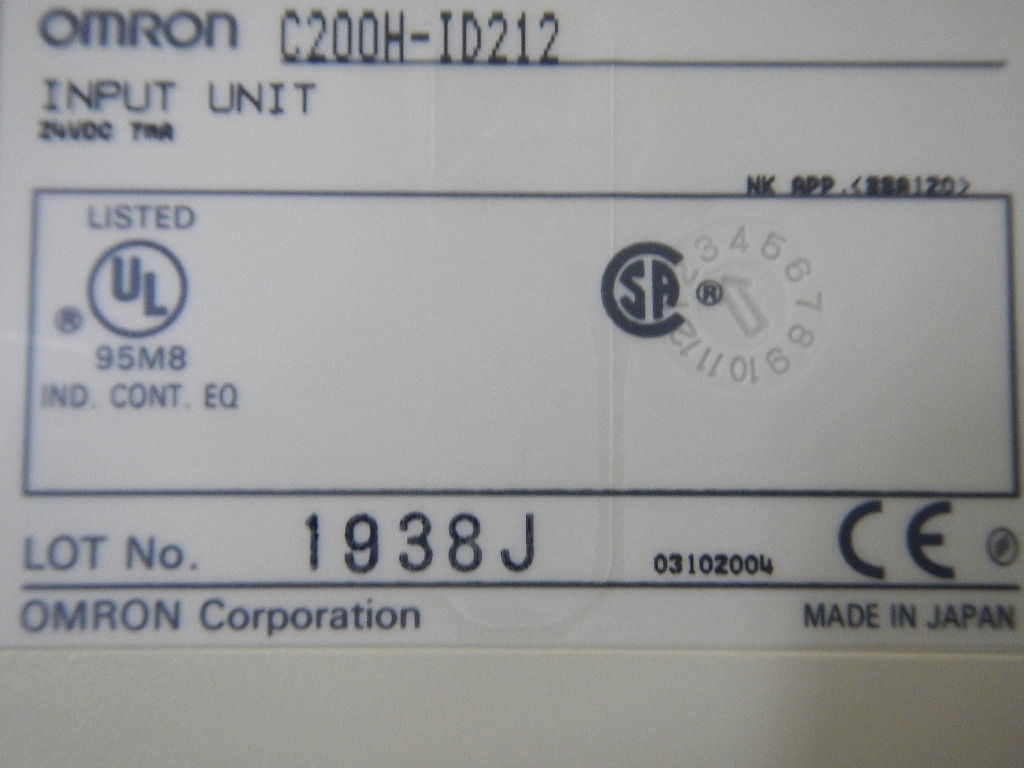 OMRON C200H-ID212
INPUT UNIT
24VDC 7mA
NK APP.
LISTED
UL
®
95M8
IND. CONT. EQ
CSA ®
3 4 5 6 7 8 9 10 11 12
LOT No. 1938J 03102004 CE
OMRON Corporation MADE IN JAPAN